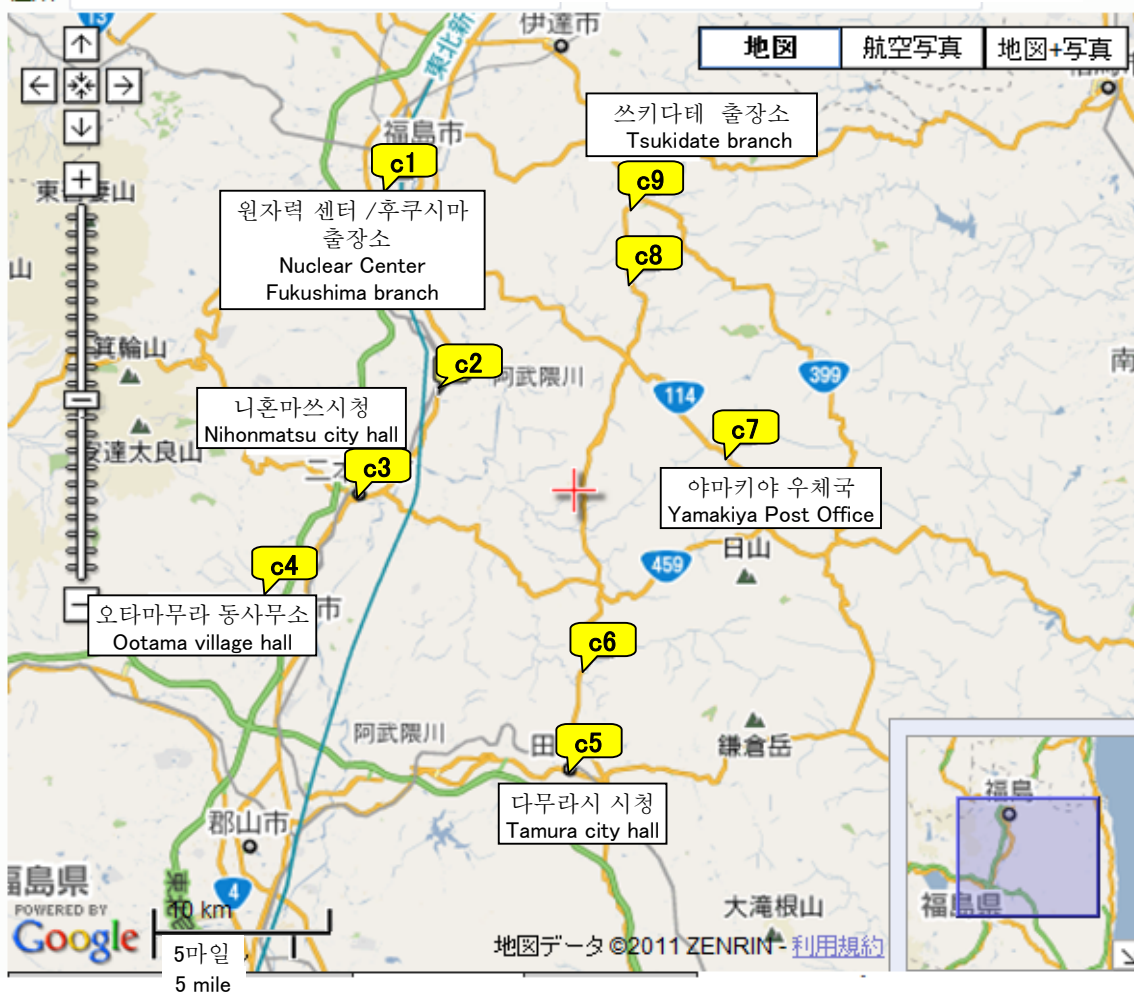 13
伊達市
東北新
地図
航空写真
地図+写真
福島市
쓰키다테 출장소
Tsukidate branch
c1
c9
원자력 센터 /후쿠시마
출장소
Nuclear Center
Fukushima branch
c8
山
箕輪山
c2
阿武隈川
399
114
南
니혼마쓰시청
Nihonmatsu city hall
c7
安達太良山
c3
二本
야마키야 우체국
Yamakiya Post Office
日山
459
c4
오타마무라 동사무소
Ootama village hall
市
c6
阿武隈川
田
c5
鎌倉岳
다무라시 시청
Tamura city hall
郡山市
福島
福島県
福島県
4
大滝根山
POWERED BY
Google
10 km
5마일
5 mile
地図データ ©2011 ZENRIN - 利用規約